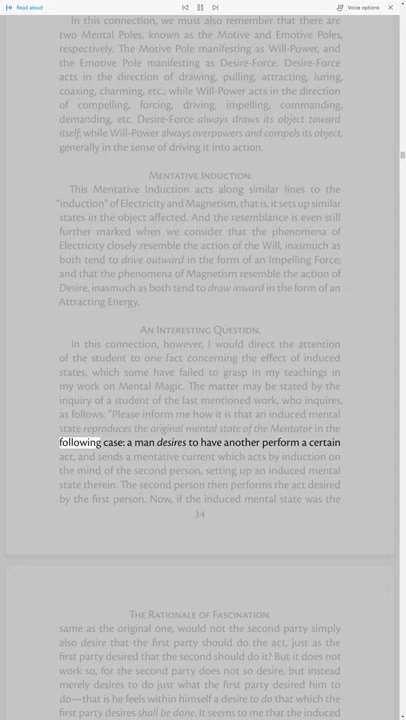 Read aloud
Voice options
In this connection, we must also remember that there are
two Mental Poles, known as the Motive and Emotive Poles,
respectively. The Motive Pole manifesting as Will-Power, and
the Emotive Pole manifesting as Desire-Force. Desire-Force
acts in the direction of drawing, pulling, attracting, luring,
coaxing, charming, etc.; while Will-Power acts in the direction
of compelling, forcing, driving, impelling, commanding,
demanding, etc. Desire-Force always draws its object toward
itself; while Will-Power always overpowers and compels its object,
generally in the sense of driving it into action.
Mentative Induction.
This Mentative Induction acts along similar lines to the
“induction” of Electricity and Magnetism, that is, it sets up similar
states in the object affected. And the resemblance is even still
further marked when we consider that the phenomena of
Electricity closely resemble the action of the Will, inasmuch as
both tend to drive outward in the form of an Impelling Force;
and that the phenomena of Magnetism resemble the action of
Desire, inasmuch as both tend to draw inward in the form of an
Attracting Energy.
An Interesting Question.
In this connection, however, I would direct the attention
of the student to one fact concerning the effect of induced
states, which some have failed to grasp in my teachings in
my work on Mental Magic. The matter may be stated by the
inquiry of a student of the last mentioned work, who inquires,
as follows: “Please inform me how it is that an induced mental
state reproduces the original mental state of the Mentator in the
following case: a man desires to have another perform a certain
act, and sends a mentative current which acts by induction on
the mind of the second person, setting up an induced mental
state therein. The second person then performs the act desired
by the first person. Now, if the induced mental state was the
34
The Rationale of Fascination.
same as the original one, would not the second party simply
also desire that the first party should do the act, just as the
first party desired that the second should do it? But it does not
work so, for the second party does not so desire, but instead
merely desires to do just what the first party desired him to
do—that is he feels within himself a desire to do that which the
first party desires shall be done. It seems to me that the induced